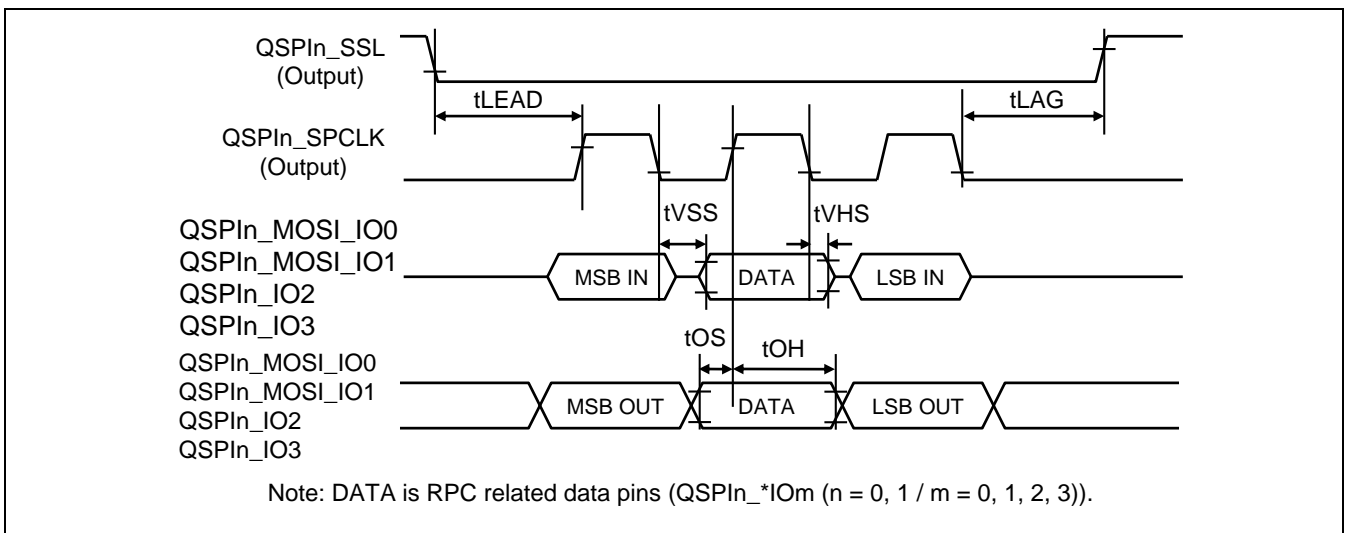 QSPIn_SSL
(Output)
tLEAD
tLAG
QSPIn_SPCLK
(Output)
tVSS
tVHS
QSPIn_MOSI_IO0
QSPIn_MOSI_IO1
QSPIn_IO2
QSPIn_IO3
MSB IN
DATA
LSB IN
tOS
tOH
QSPIn_MOSI_IO0
QSPIn_MOSI_IO1
QSPIn_IO2
QSPIn_IO3
MSB OUT
DATA
LSB OUT
Note: DATA is RPC related data pins (QSPIn_*IOm (n = 0, 1 / m = 0, 1, 2, 3)).